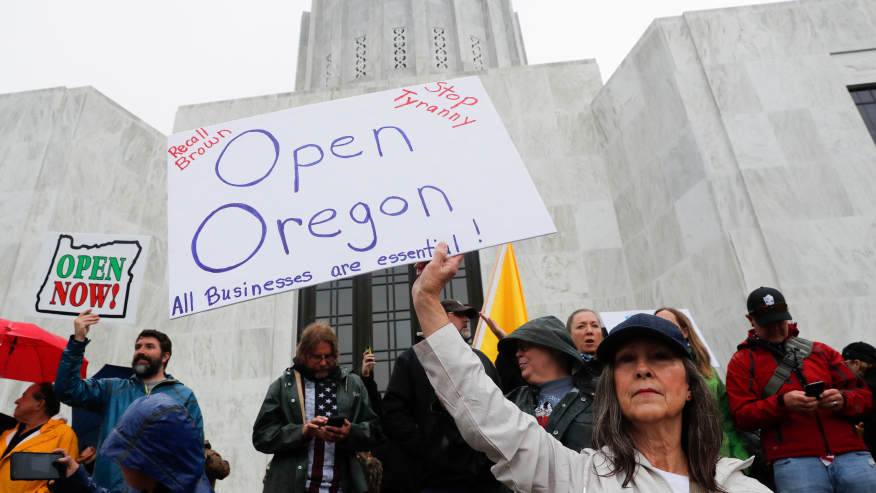 Recall
Brown
Stop
Tyranny
Open
Oregon
All Businesses are essential!
OPEN
NOW!